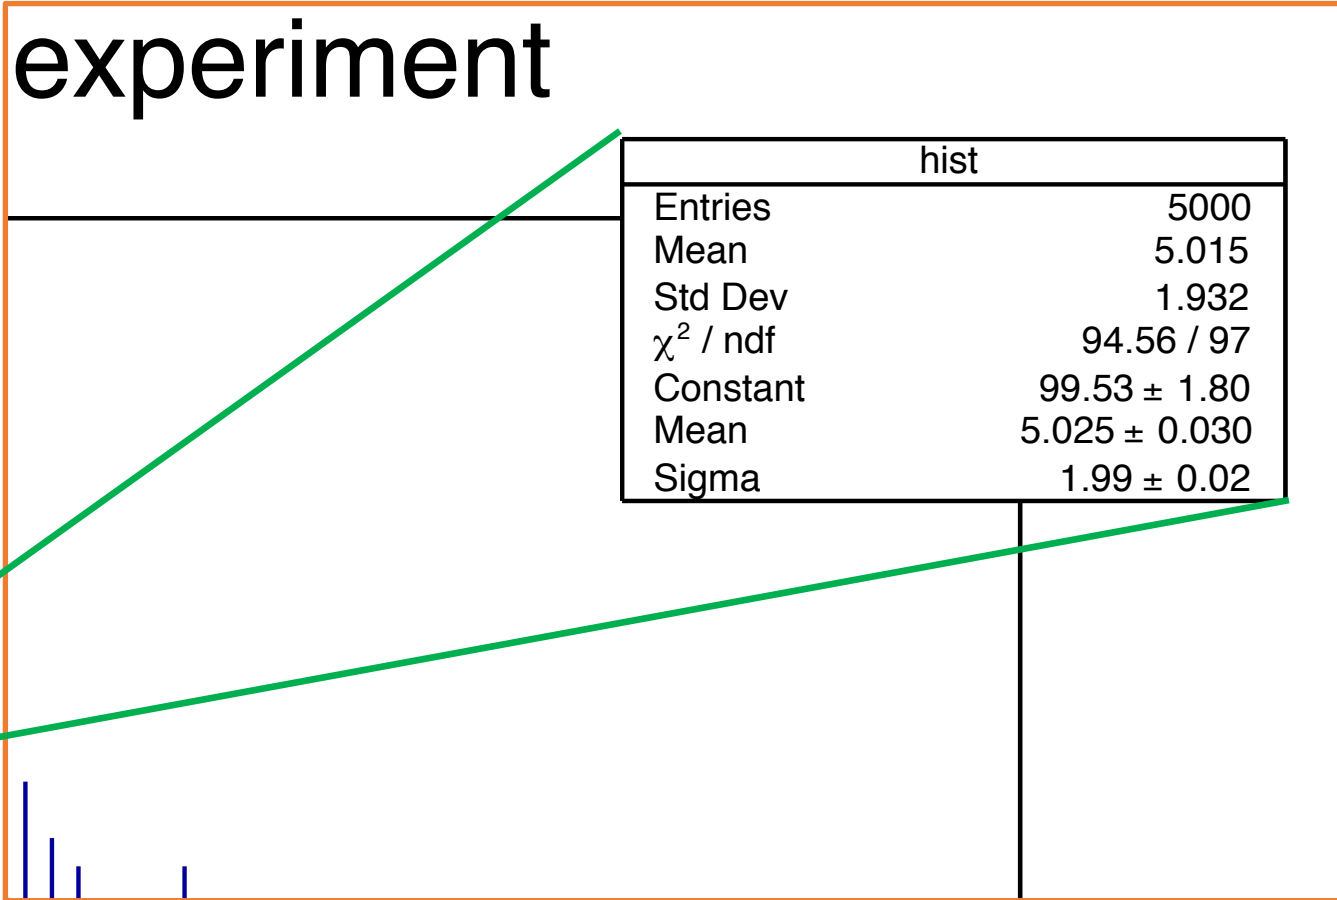 experiment
hist
Entries 5000
Mean 5.015
Std Dev 1.932
χ² / ndf 94.56 / 97
Constant 99.53 ± 1.80
Mean 5.025 ± 0.030
Sigma 1.99 ± 0.02